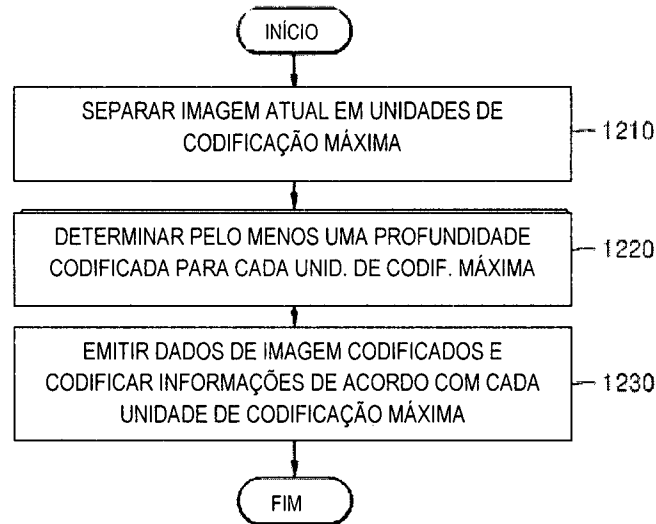 INÍCIO
SEPARAR IMAGEM ATUAL EM UNIDADES DE
CODIFICAÇÃO MÁXIMA
1210
DETERMINAR PELO MENOS UMA PROFUNDIDADE
CODIFICADA PARA CADA UNID. DE CODIF. MÁXIMA
1220
EMITIR DADOS DE IMAGEM CODIFICADOS E
CODIFICAR INFORMAÇÕES DE ACORDO COM CADA
UNIDADE DE CODIFICAÇÃO MÁXIMA
1230
FIM